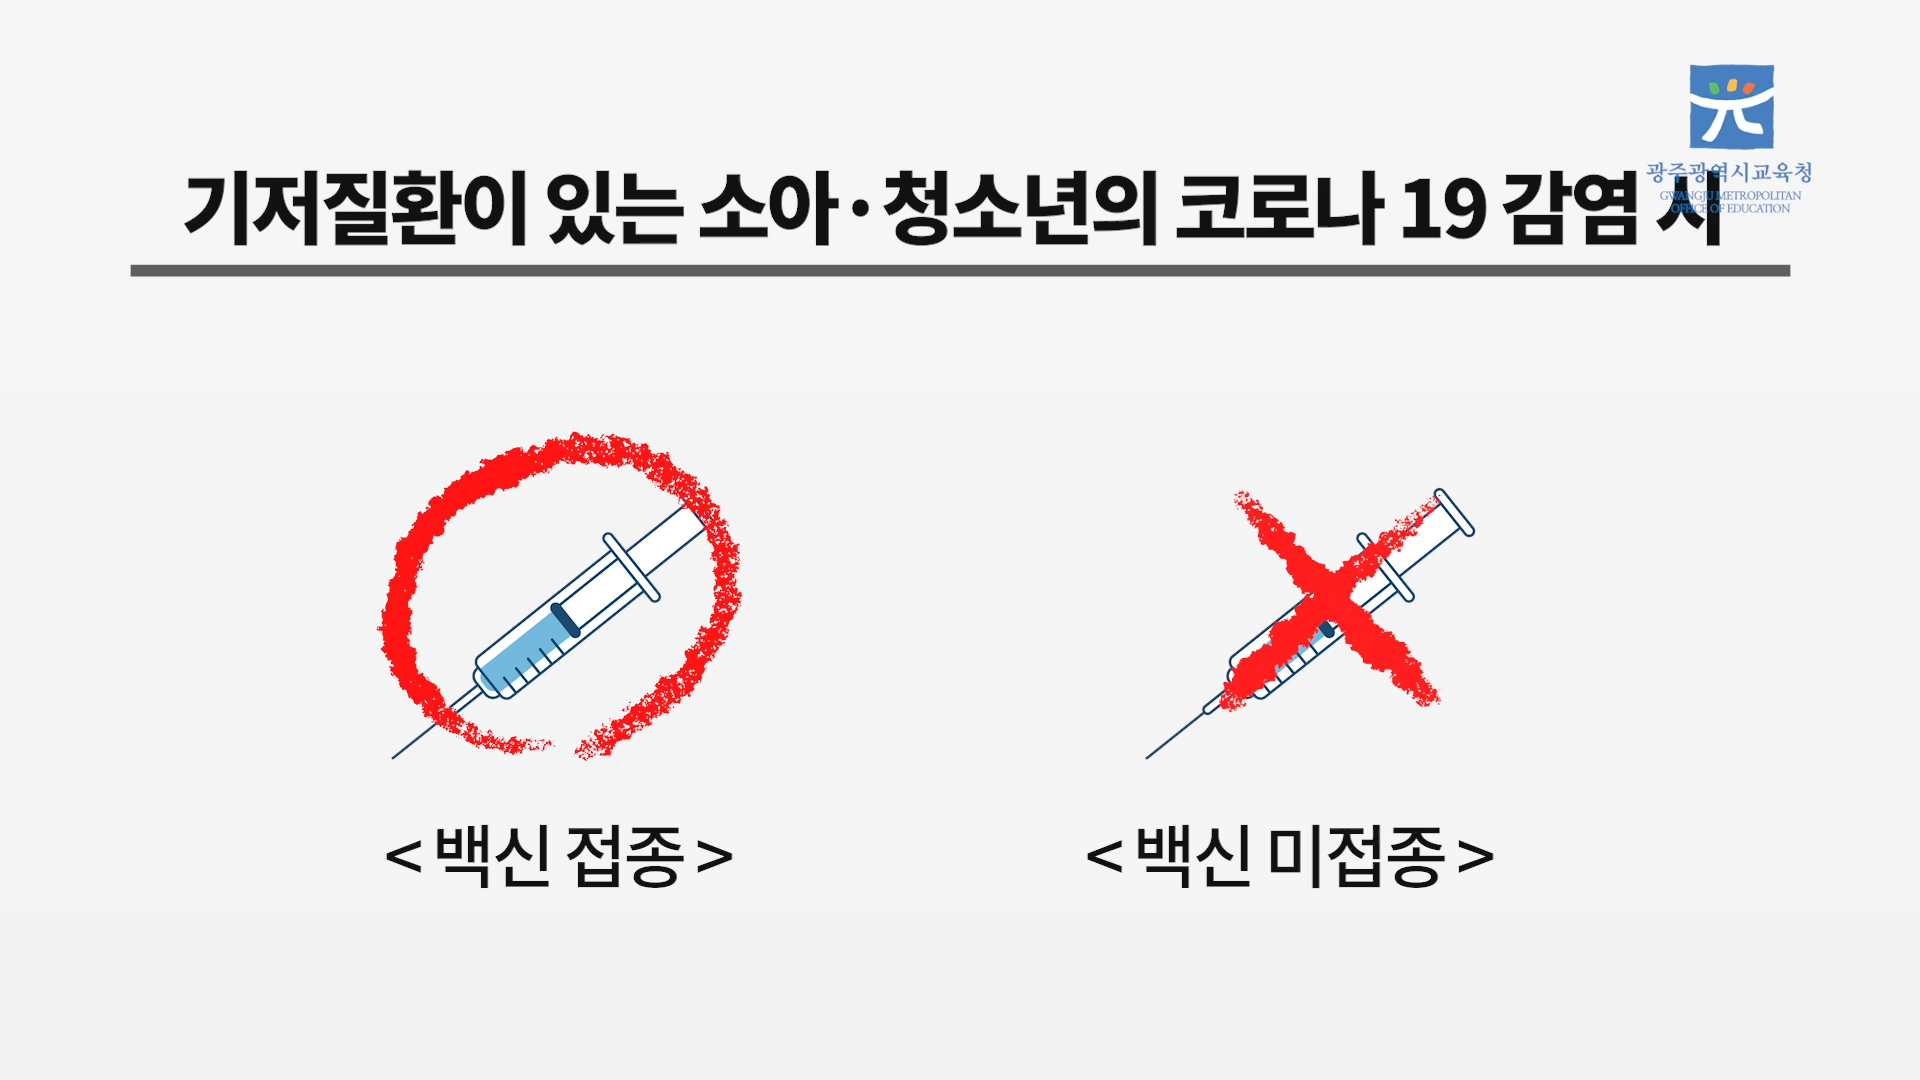 광주광역시교육청
GWANGJU METROPOLITAN
OFFICE OF EDUCATION
기저질환이 있는 소아·청소년의 코로나 19 감염 시
< 백신 접종 >
< 백신 미접종 >